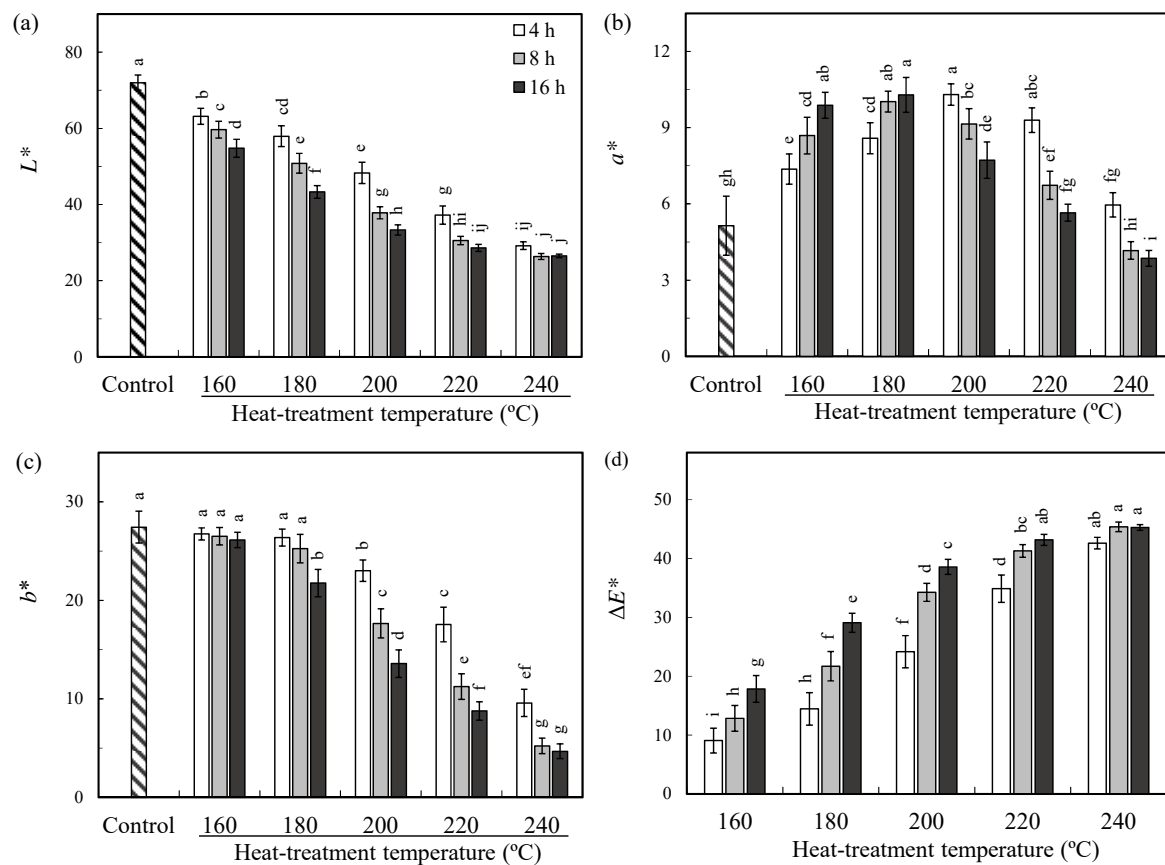 (a)
4 h
8 h
16 h
80
60
40
20
0
L*
a
b
c
d
cd
e
f
e
g
h
g
hi
ij
ij
j
j
Control
160
180
200
220
240
Heat-treatment temperature (ºC)
(b)
12
9
6
3
0
a*
gh
e
cd
ab
cd
ab
a
a
bc
de
abc
ef
fg
fg
hi
i
Control
160
180
200
220
240
Heat-treatment temperature (ºC)
(c)
30
20
10
0
b*
a
a
a
a
a
a
b
b
c
d
c
e
f
ef
g
g
Control
160
180
200
220
240
Heat-treatment temperature (ºC)
(d)
50
40
30
20
10
0
ΔE*
i
h
g
h
f
e
f
d
c
d
bc
ab
ab
a
a
160
180
200
220
240
Heat-treatment temperature (ºC)